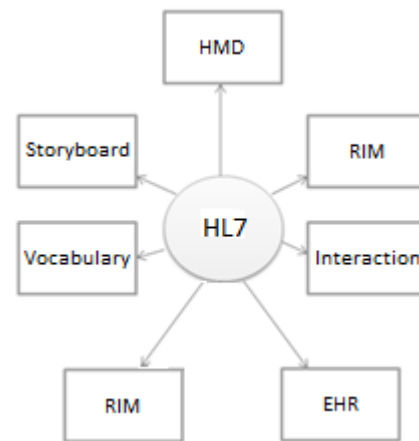 HMD
Storyboard
RIM
HL7
Vocabulary
Interaction
RIM
EHR